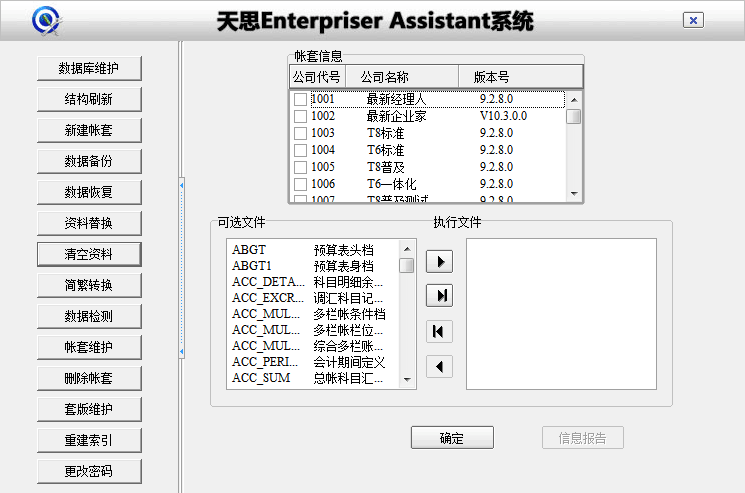 天思Enterpriser Assistant系统
数据库维护
结构刷新
新建帐套
数据备份
数据恢复
资料替换
清空资料
简繁转换
数据检测
帐套维护
删除帐套
套版维护
重建索引
更改密码
帐套信息
公司代号 公司名称 版本号
1001 最新经理人 9.2.8.0
1002 最新企业家 V10.3.0.0
1003 T8标准 9.2.8.0
1004 T6标准 9.2.8.0
1005 T8普及 9.2.8.0
1006 T6一体化 9.2.8.0
1007 T8普及测试 9.2.8.0
可选文件
ABGT 预算表头档
ABGT1 预算表身档
ACC_DETA... 科目明细余...
ACC_EXCR... 调汇科目记...
ACC_MUL... 多栏帐条件档
ACC_MUL... 多栏帐栏位...
ACC_MUL... 综合多栏账...
ACC_PERI... 会计期间定义
ACC_SUM 总帐科目汇...
执行文件
确定
信息报告